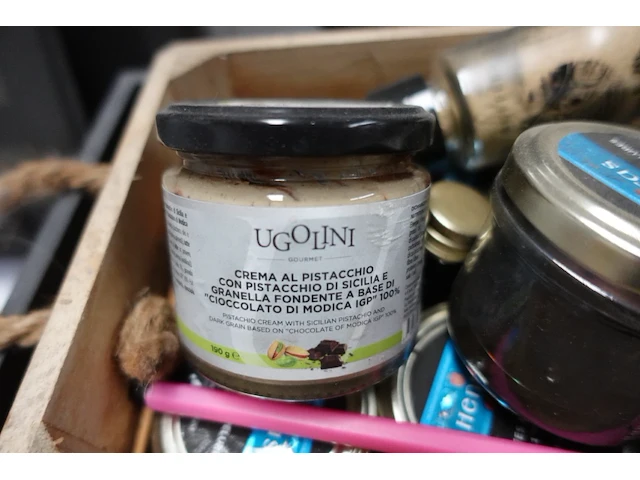 UGOLINI
GOURMET
CREMA AL PISTACCHIO
CON PISTACCHIO DI SICILIA E
GRANELLA FONDENTE A BASE DI
"CIOCCOLATO DI MODICA IGP" 100%
PISTACHIO CREAM WITH SICILIAN PISTACHIO AND
DARK GRAIN BASED ON "CHOCOLATE OF MODICA IGP" 100%
190 g e